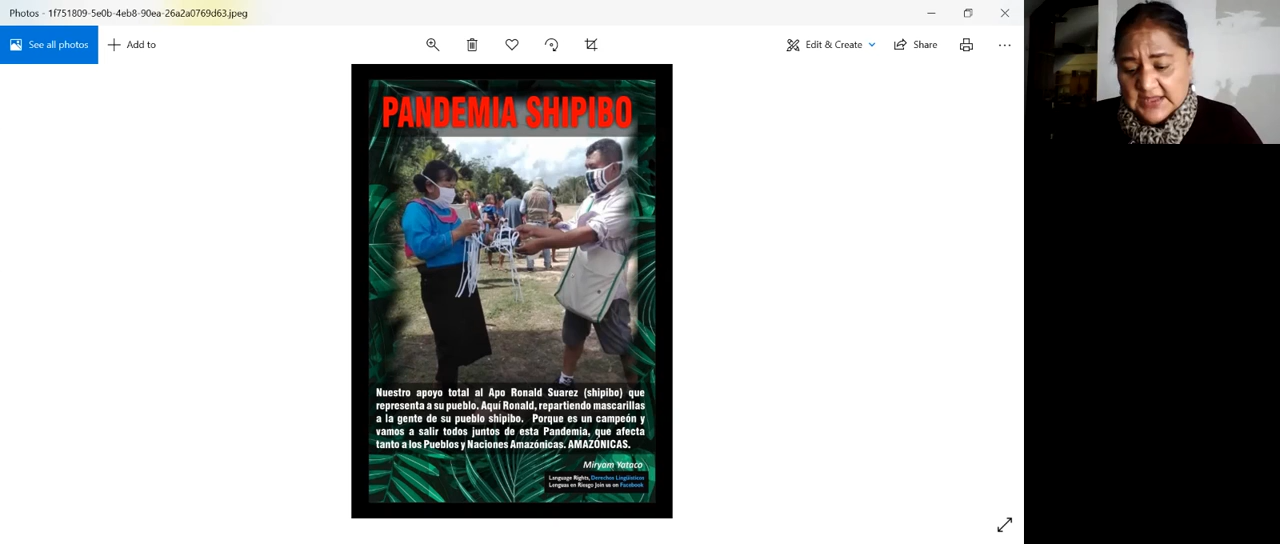 Photos - 1f751809-5e0b-4eb8-90ea-26a2a0769d63.jpeg
See all photos
Add to
Edit & Create
Share
PANDEMIA SHIPIBO
Nuestro apoyo total al Apo Ronald Suarez (shipibo) que
representa a su pueblo. Aquí Ronald, repartiendo mascarillas
a la gente de su pueblo shipibo. Porque es un campeón y
vamos a salir todos juntos de esta Pandemia, que afecta
tanto a los Pueblos y Naciones Amazónicas. AMAZÓNICAS.
Miryam Yataco
Language Rights, Derechos Lingüísticos
Lenguas en Riesgo Join us on Facebook